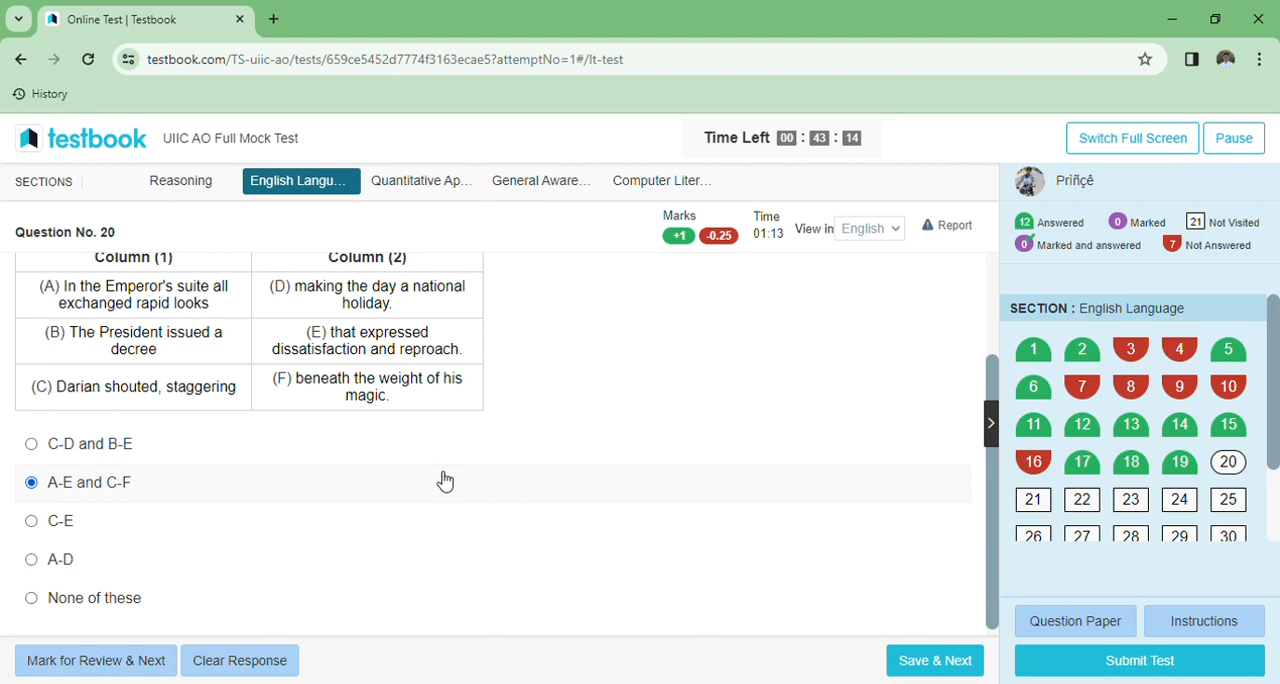 Online Test | Testbook
testbook.com/TS-uiic-ao/tests/659ce5452d7774f3163ecae5?attemptNo=1#/lt-test
History
testbook UIIC AO Full Mock Test
Time Left 00 : 43 : 14
Switch Full Screen
Pause
SECTIONS
Reasoning
English Langu...
Quantitative Ap...
General Aware...
Computer Liter...
Prïñçê
Question No. 20
Marks
+1 -0.25
Time
01:13
View in English
Report
12 Answered
0 Marked
21 Not Visited
0 Marked and answered
7 Not Answered
Column (1)
Column (2)
(A) In the Emperor's suite all
exchanged rapid looks
(D) making the day a national
holiday.
(B) The President issued a
decree
(E) that expressed
dissatisfaction and reproach.
(C) Darian shouted, staggering
(F) beneath the weight of his
magic.
C-D and B-E
A-E and C-F
C-E
A-D
None of these
SECTION : English Language
1 2 3 4 5
6 7 8 9 10
11 12 13 14 15
16 17 18 19 20
21 22 23 24 25
26 27 28 29 30
Question Paper
Instructions
Mark for Review & Next
Clear Response
Save & Next
Submit Test